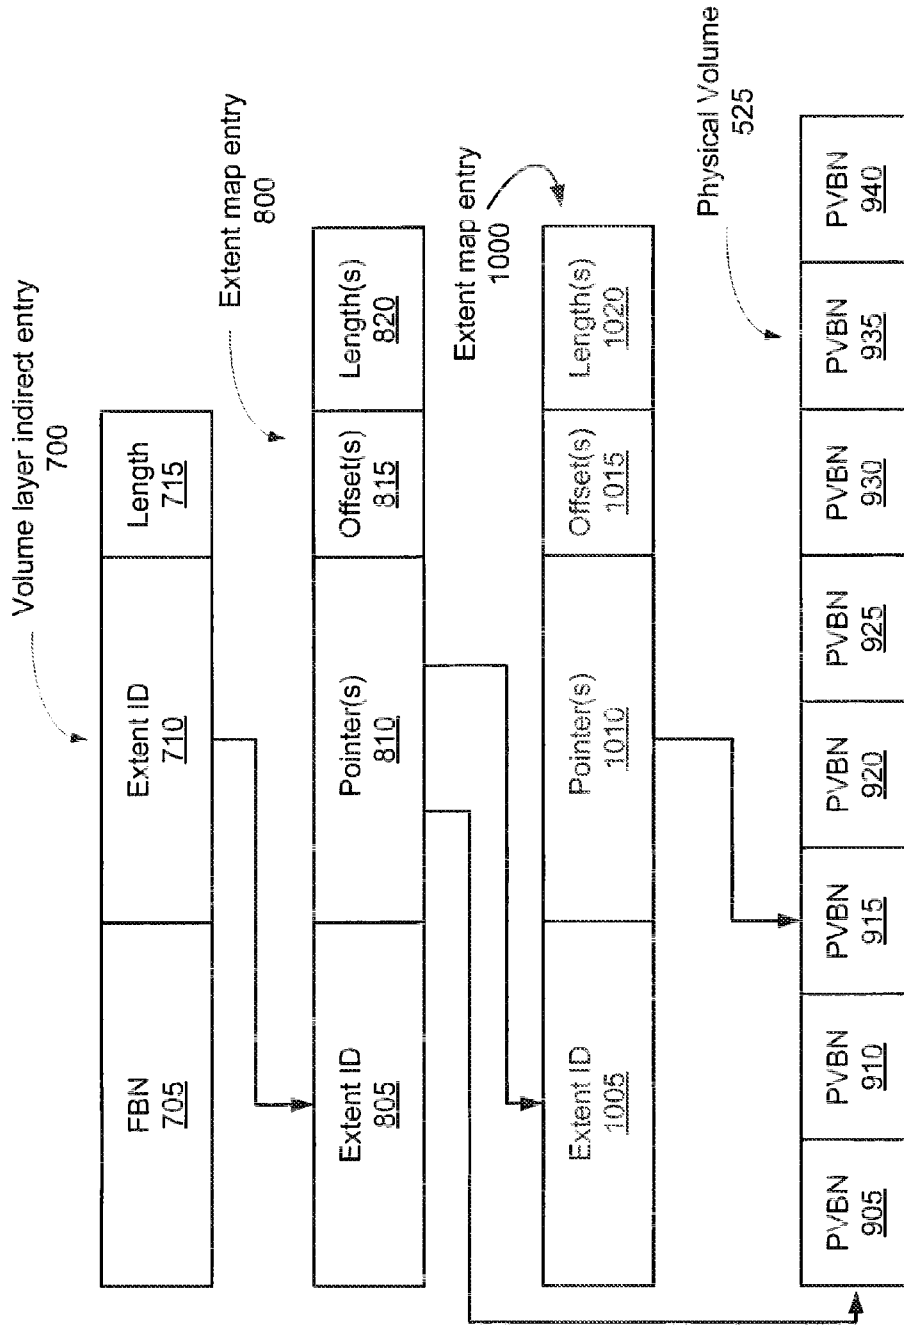 Volume layer indirect entry
700
FBN
705
Extent ID
710
Length
715
Extent map entry
800
Extent ID
805
Pointer(s)
810
Offset(s)
815
Length(s)
820
Extent map entry
1000
Extent ID
1005
Pointer(s)
1010
Offset(s)
1015
Length(s)
1020
Physical Volume
525
PVBN
905
PVBN
910
PVBN
915
PVBN
920
PVBN
925
PVBN
930
PVBN
935
PVBN
940